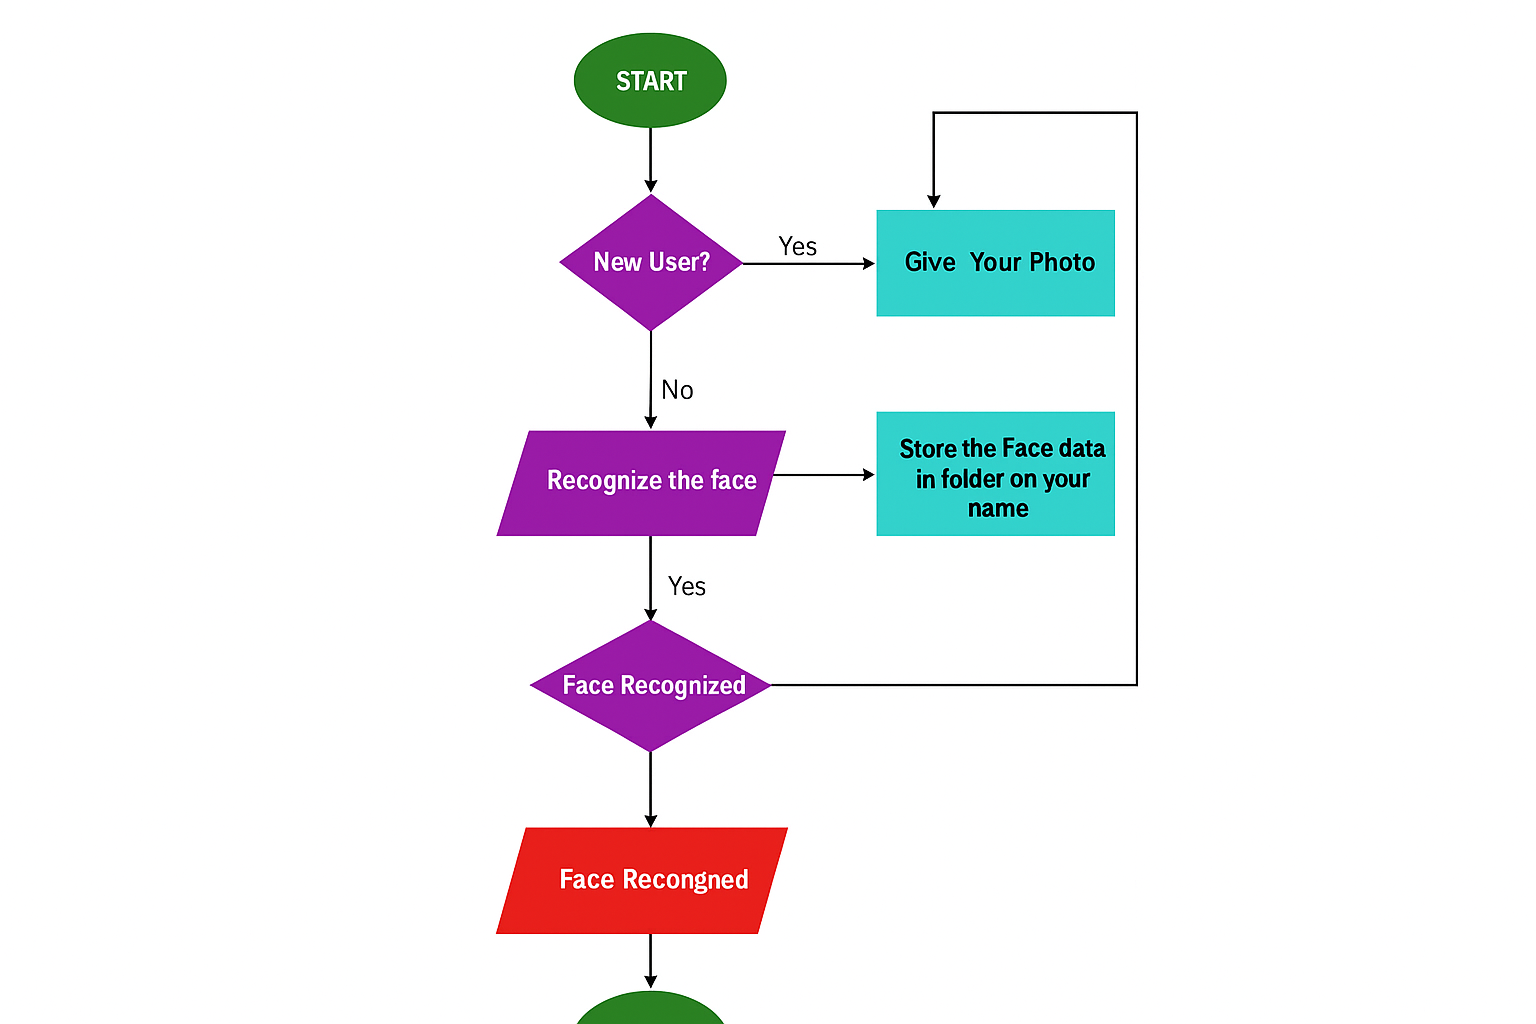 START
New User?
Yes
Give Your Photo
No
Recognize the face
Store the Face data
in folder on your
name
Yes
Face Recognized
Face Recongned